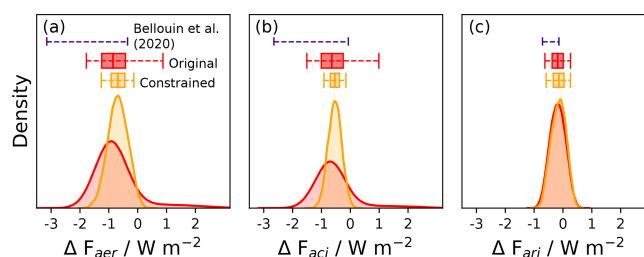 (a)
Bellouin et al.
(2020)
Original
Constrained
Density
-3 -2 -1 0 1 2
Δ F_aer / W m⁻²
(b)
-3 -2 -1 0 1 2
Δ F_aci / W m⁻²
(c)
-3 -2 -1 0 1 2
Δ F_ari / W m⁻²